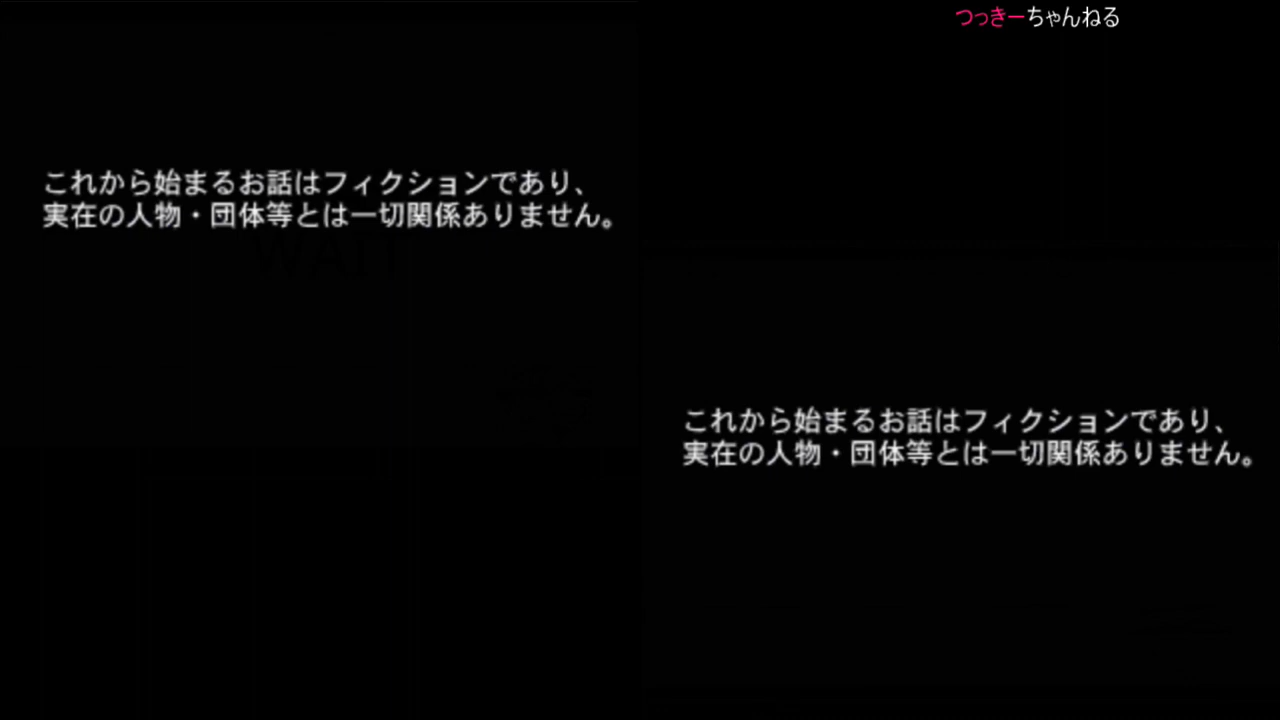 つっきーちゃんねる
これから始まるお話はフィクションであり、
実在の人物・団体等とは一切関係ありません。
WAIT
これから始まるお話はフィクションであり、
実在の人物・団体等とは一切関係ありません。